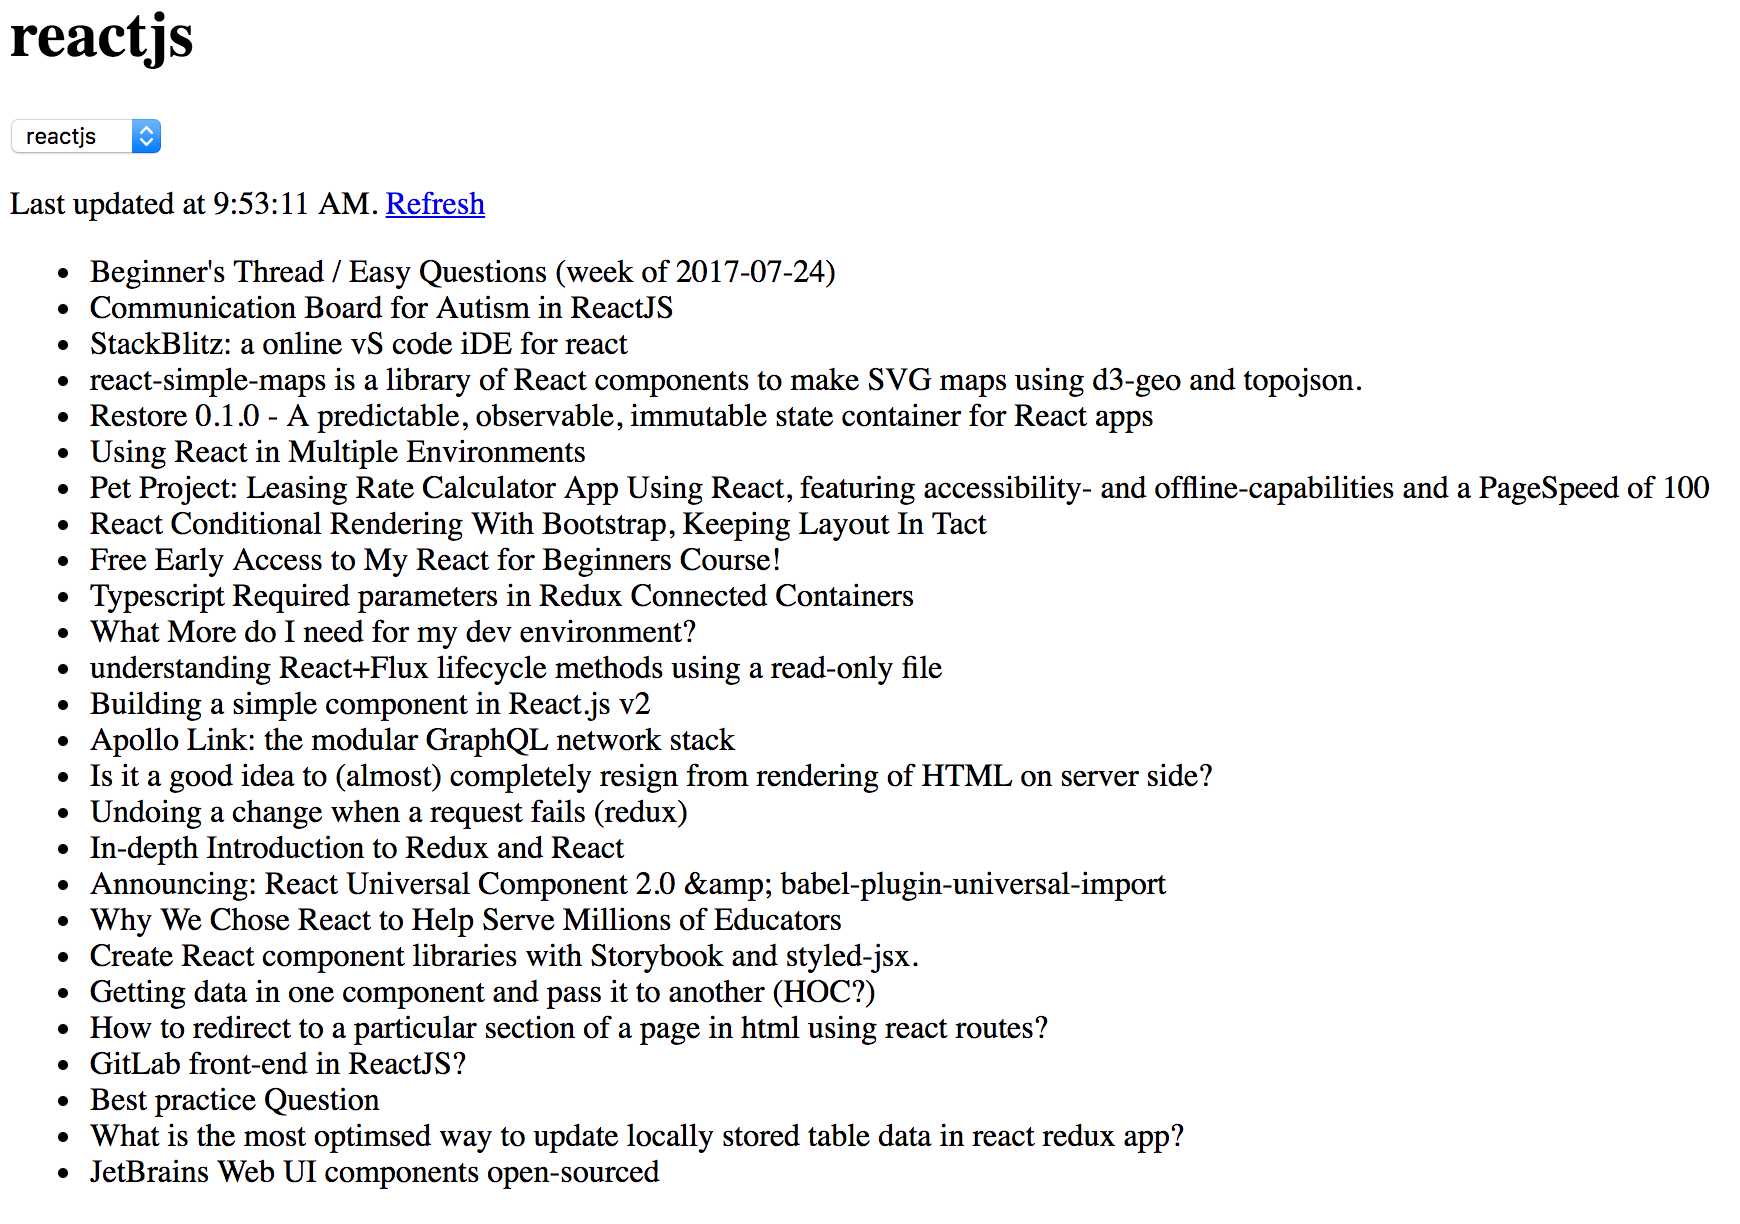 reactjs
reactjs
Last updated at 9:53:11 AM. Refresh
Beginner's Thread / Easy Questions (week of 2017-07-24)
Communication Board for Autism in ReactJS
StackBlitz: a online vS code iDE for react
react-simple-maps is a library of React components to make SVG maps using d3-geo and topojson.
Restore 0.1.0 - A predictable, observable, immutable state container for React apps
Using React in Multiple Environments
Pet Project: Leasing Rate Calculator App Using React, featuring accessibility- and offline-capabilities and a PageSpeed of 100
React Conditional Rendering With Bootstrap, Keeping Layout In Tact
Free Early Access to My React for Beginners Course!
Typescript Required parameters in Redux Connected Containers
What More do I need for my dev environment?
understanding React+Flux lifecycle methods using a read-only file
Building a simple component in React.js v2
Apollo Link: the modular GraphQL network stack
Is it a good idea to (almost) completely resign from rendering of HTML on server side?
Undoing a change when a request fails (redux)
In-depth Introduction to Redux and React
Announcing: React Universal Component 2.0 &amp; babel-plugin-universal-import
Why We Chose React to Help Serve Millions of Educators
Create React component libraries with Storybook and styled-jsx.
Getting data in one component and pass it to another (HOC?)
How to redirect to a particular section of a page in html using react routes?
GitLab front-end in ReactJS?
Best practice Question
What is the most optimsed way to update locally stored table data in react redux app?
JetBrains Web UI components open-sourced